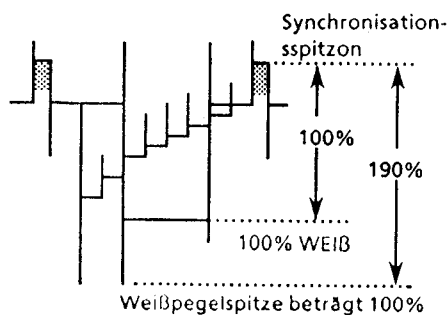 Synchronisation-
sspitzon
100%
190%
100% WEIß
Weißpegelspitze beträgt 100%